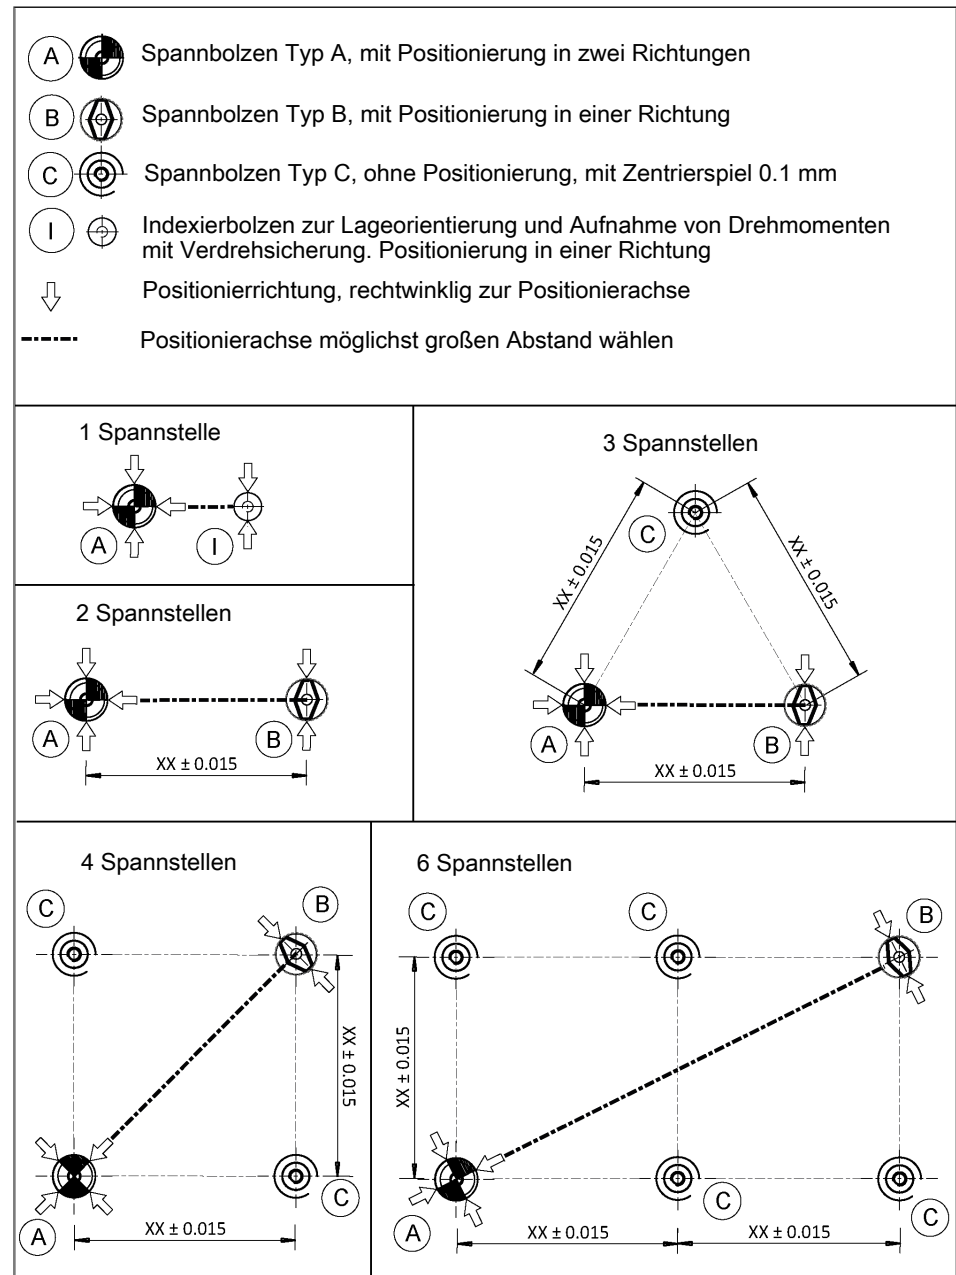 A Spannbolzen Typ A, mit Positionierung in zwei Richtungen
B Spannbolzen Typ B, mit Positionierung in einer Richtung
C Spannbolzen Typ C, ohne Positionierung, mit Zentrierspiel 0.1 mm
I Indexierbolzen zur Lageorientierung und Aufnahme von Drehmomenten
mit Verdrehsicherung. Positionierung in einer Richtung
Positionierrichtung, rechtwinklig zur Positionierachse
Positionierachse möglichst großen Abstand wählen
1 Spannstelle
A I
2 Spannstellen
A B
XX ± 0.015
3 Spannstellen
C
XX ± 0.015
XX ± 0.015
A B
XX ± 0.015
4 Spannstellen
C B
XX ± 0.015
A C
XX ± 0.015
6 Spannstellen
C C B
XX ± 0.015
A C C
XX ± 0.015 XX ± 0.015